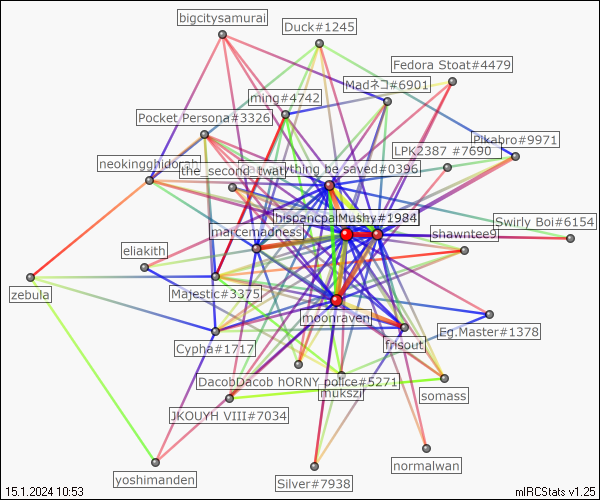 bigcitysamurai
Duck#1245
Fedora Stoat#4479
Madネコ#6901
ming#4742
Pocket Persona#3326
Pikabro#9971
LPK2387 #7690
neokingghidorah
the_second_twat
everything be saved#0396
hispancpa
Mushy#1984
Swirly Boi#6154
marcemadness
shawntee9
eliakith
zebula
Majestic#3375
moonraven
Eg.Master#1378
Cypha#1717
frisout
DacobDacob hORNY police#5271
mukszi
somass
JKOUYH VIII#7034
normalwan
yoshimanden
Silver#7938
15.1.2024 10:53
mIRCStats v1.25